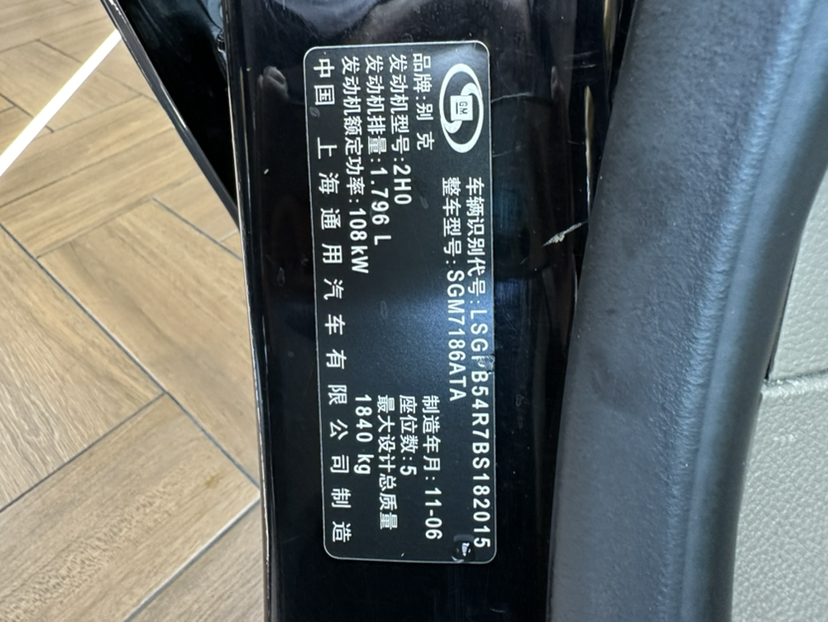 GM
车辆识别代号:LSGPB54R7BS182015
整车型号:SGM7186ATA
品牌:别克
制造年月:11-06
发动机型号:2H0
座位数:5
发动机排量:1.796 L
最大设计总质量
发动机额定功率:108kW
1840 kg
中国 上海通用汽车有限公司制造